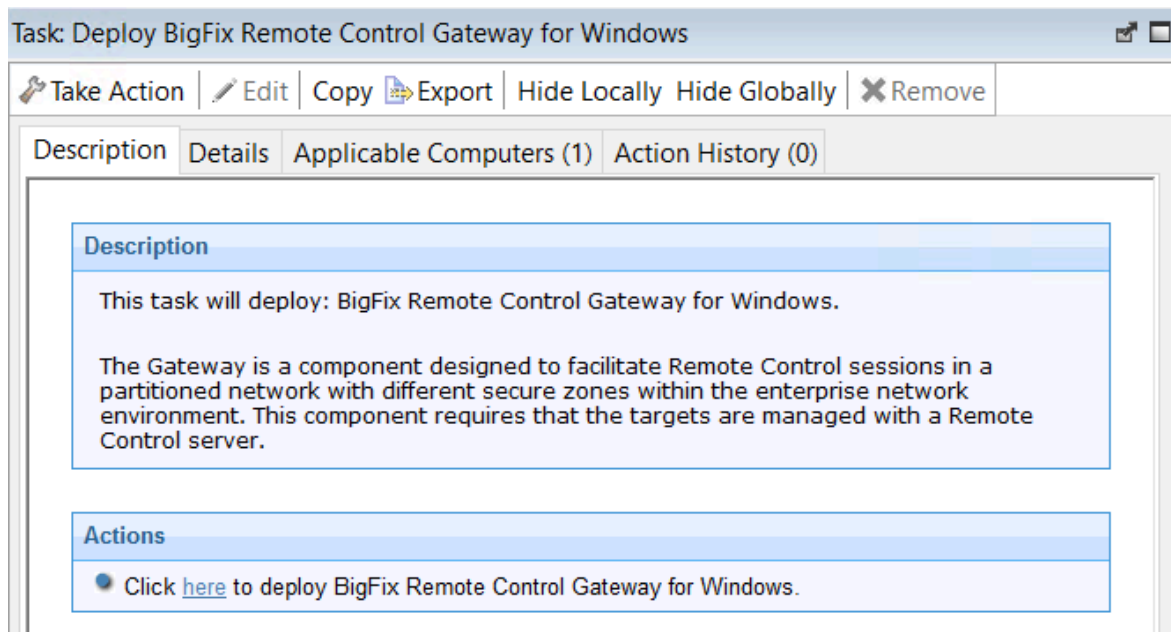 Task: Deploy BigFix Remote Control Gateway for Windows
Take Action Edit Copy Export Hide Locally Hide Globally Remove
Description Details Applicable Computers (1) Action History (0)
Description
This task will deploy: BigFix Remote Control Gateway for Windows.
The Gateway is a component designed to facilitate Remote Control sessions in a
partitioned network with different secure zones within the enterprise network
environment. This component requires that the targets are managed with a Remote
Control server.
Actions
Click here to deploy BigFix Remote Control Gateway for Windows.